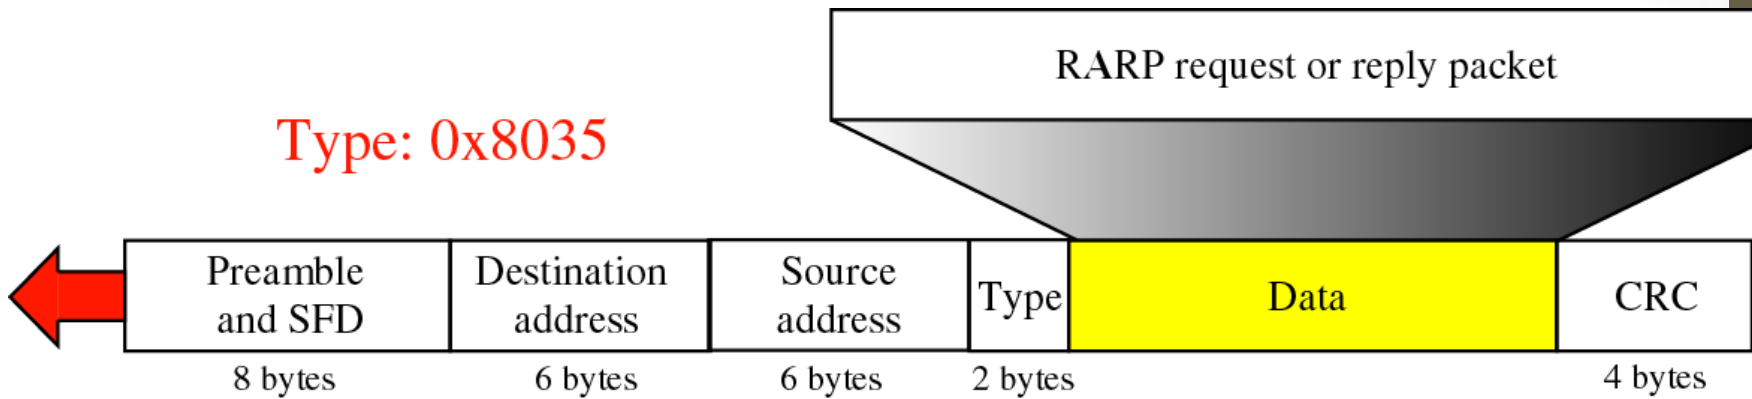 RARP request or reply packet
Type: 0x8035
Preamble
and SFD
Destination
address
Source
address
Type
Data
CRC
8 bytes
6 bytes
6 bytes
2 bytes
4 bytes